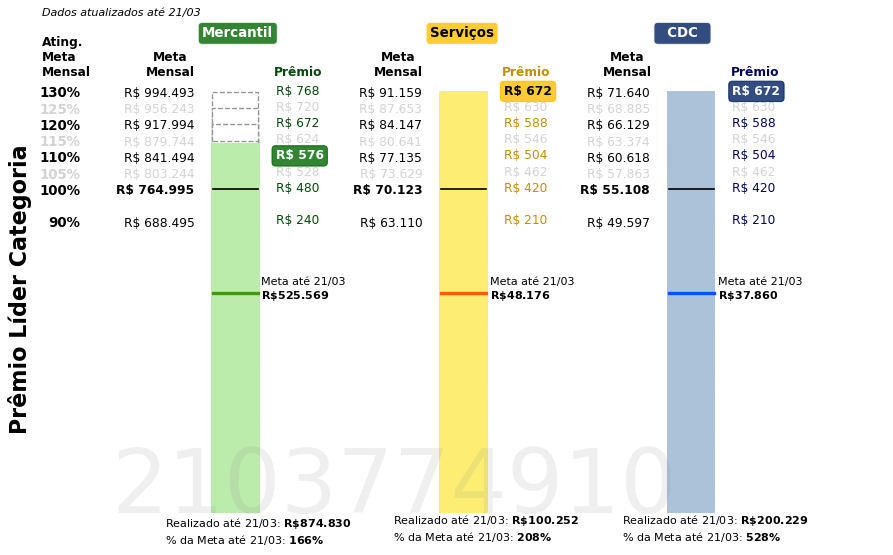 Dados atualizados até 21/03
Mercantil Serviços CDC
Ating. Meta Mensal Meta Mensal Prêmio Meta Mensal Prêmio Meta Mensal Prêmio
130% R$ 994.493 R$ 768 R$ 91.159 R$ 672 R$ 71.640 R$ 672
125% R$ 956.243 R$ 720 R$ 87.653 R$ 630 R$ 68.885 R$ 630
120% R$ 917.994 R$ 672 R$ 84.147 R$ 588 R$ 66.129 R$ 588
115% R$ 879.744 R$ 624 R$ 80.641 R$ 546 R$ 63.374 R$ 546
110% R$ 841.494 R$ 576 R$ 77.135 R$ 504 R$ 60.618 R$ 504
105% R$ 803.244 R$ 528 R$ 73.629 R$ 462 R$ 57.863 R$ 462
100% R$ 764.995 R$ 480 R$ 70.123 R$ 420 R$ 55.108 R$ 420
90% R$ 688.495 R$ 240 R$ 63.110 R$ 210 R$ 49.597 R$ 210
Prêmio Líder Categoria
Meta até 21/03 Meta até 21/03 Meta até 21/03
R$525.569 R$48.176 R$37.860
2103774910
Realizado até 21/03: R$874.830 Realizado até 21/03: R$100.252 Realizado até 21/03: R$200.229
% da Meta até 21/03: 166% % da Meta até 21/03: 208% % da Meta até 21/03: 528%